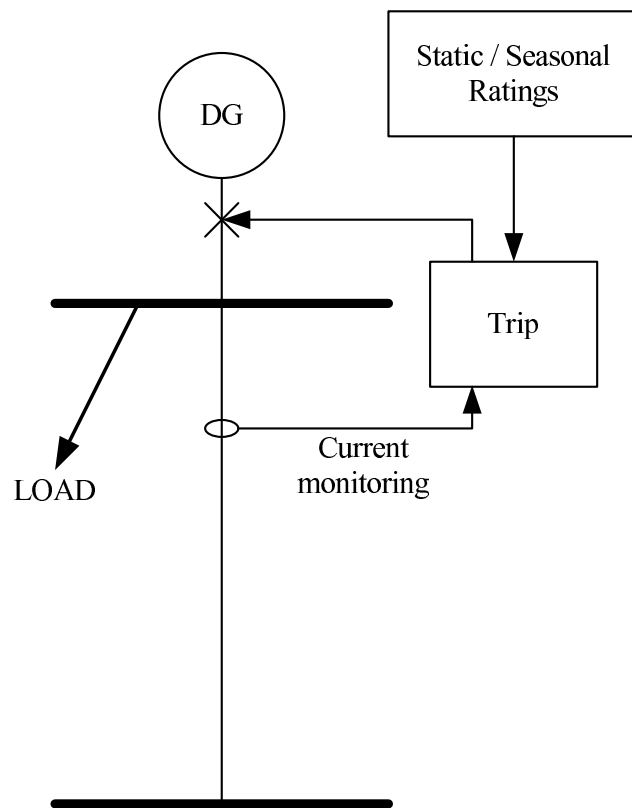 Static / Seasonal
Ratings
DG
Trip
Current
monitoring
LOAD